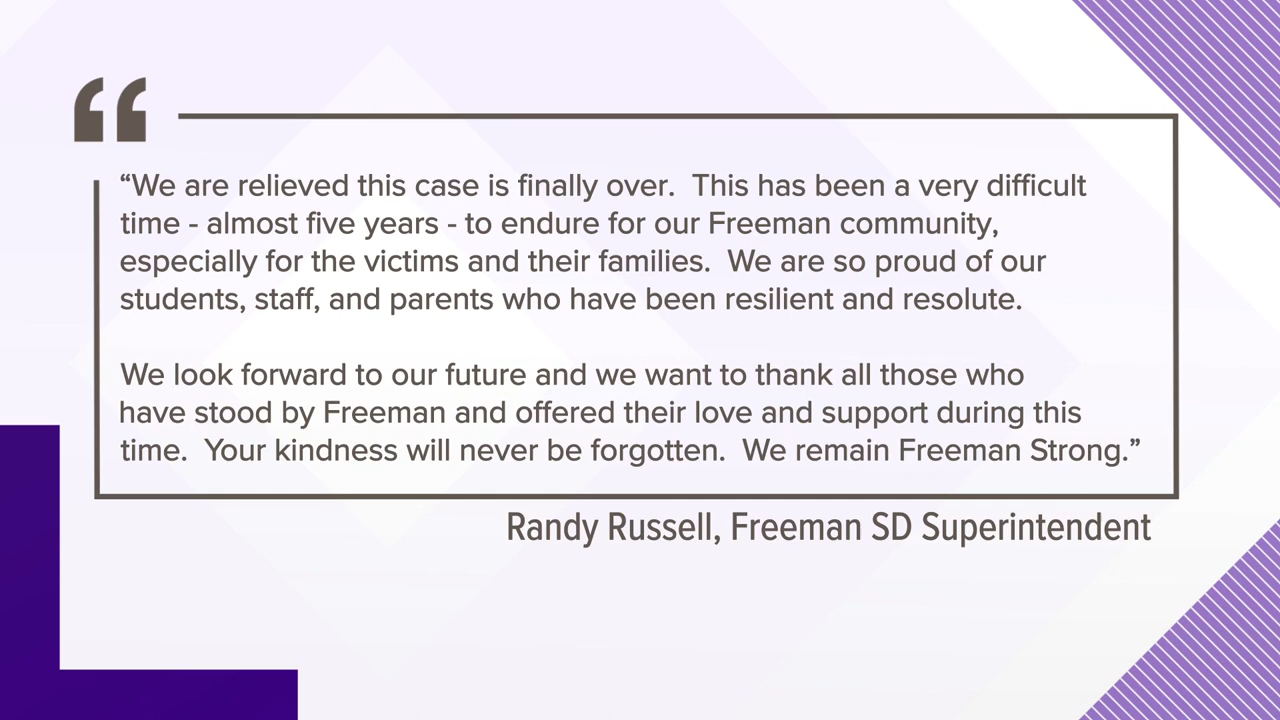 “We are relieved this case is finally over.  This has been a very difficult
time - almost five years - to endure for our Freeman community,
especially for the victims and their families.  We are so proud of our
students, staff, and parents who have been resilient and resolute.
We look forward to our future and we want to thank all those who
have stood by Freeman and offered their love and support during this
time.  Your kindness will never be forgotten.  We remain Freeman Strong.”
Randy Russell, Freeman SD Superintendent